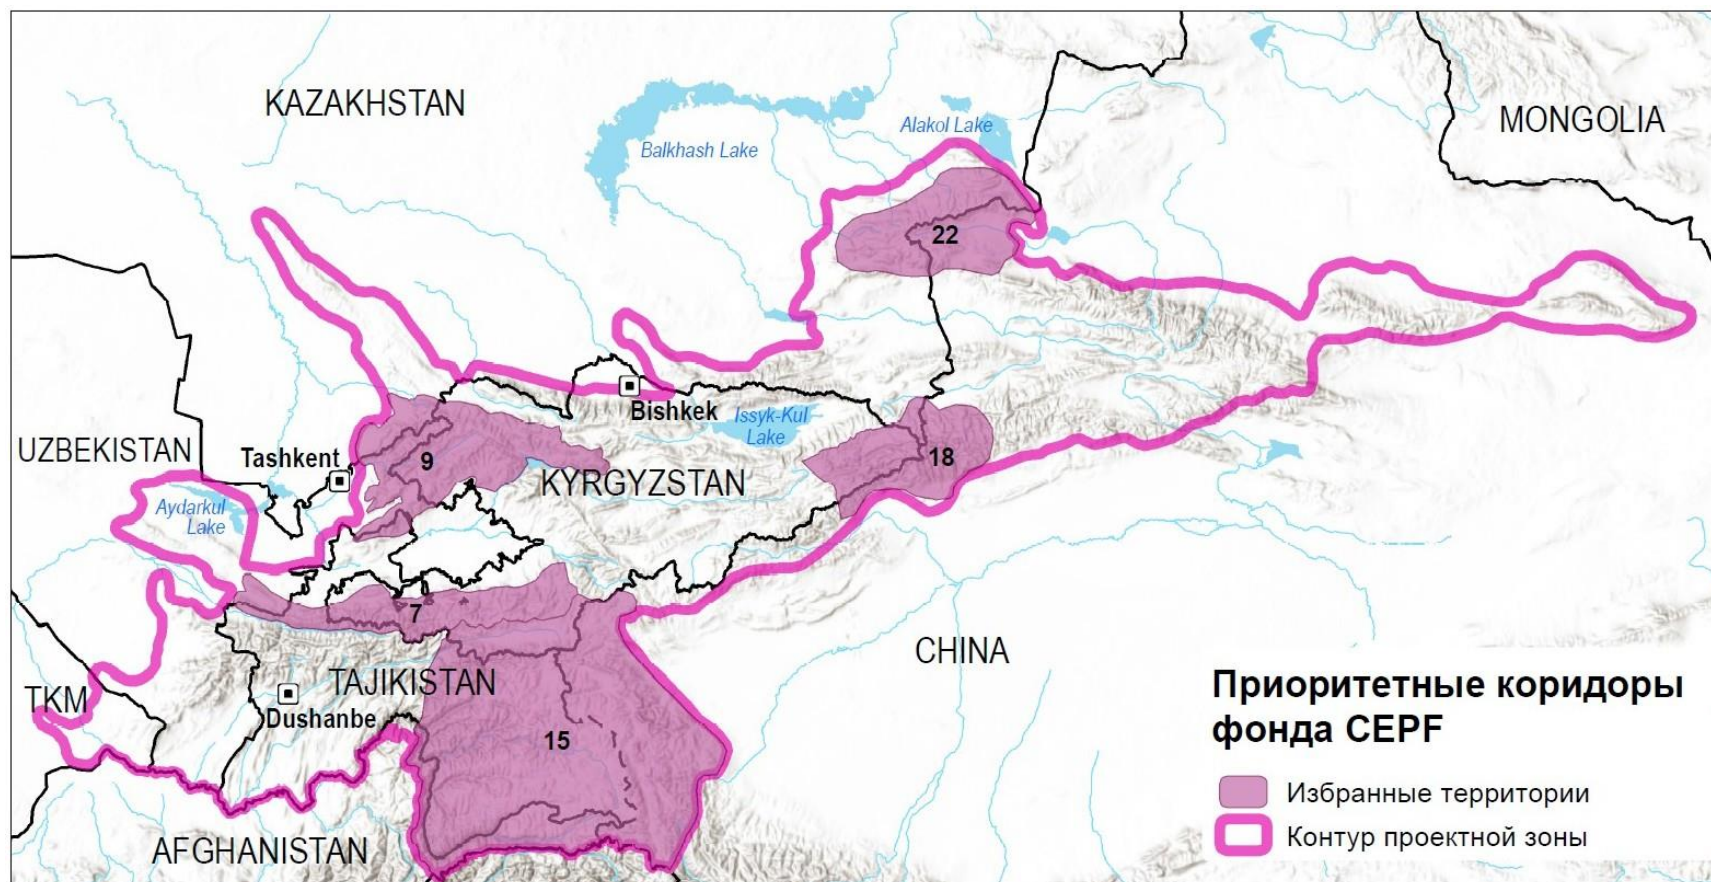 KAZAKHSTAN
MONGOLIA
Alakol Lake
Balkhash Lake
22
Bishkek
Issyk-Kul
Lake
UZBEKISTAN
Tashkent
9
18
KYRGYZSTAN
Aydarkul
Lake
7
CHINA
TAJIKISTAN
TKM
Dushanbe
15
AFGHANISTAN
Приоритетные коридоры
фонда CEPF
Избранные территории
Контур проектной зоны